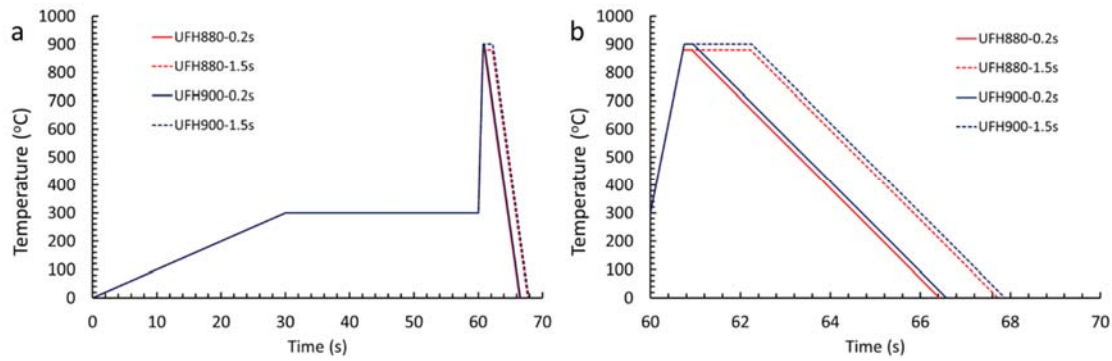 a
UFH880-0.2s
UFH880-1.5s
UFH900-0.2s
UFH900-1.5s
Temperature (°C)
1000
900
800
700
600
500
400
300
200
100
0
0 10 20 30 40 50 60 70
Time (s)
b
UFH880-0.2s
UFH880-1.5s
UFH900-0.2s
UFH900-1.5s
Temperature (°C)
1000
900
800
700
600
500
400
300
200
100
0
60 62 64 66 68 70
Time (s)